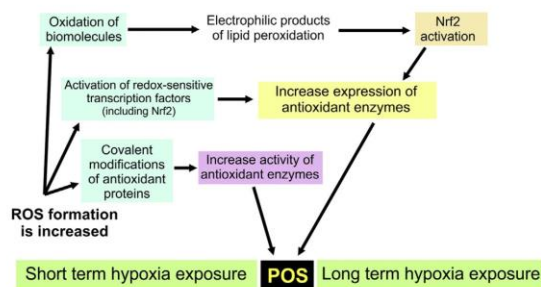 Oxidation of
biomolecules
Electrophilic products
of lipid peroxidation
Nrf2
activation
Activation of redox-sensitive
transcription factors
(including Nrf2)
Increase expression of
antioxidant enzymes
Covalent
modifications
of antioxidant
proteins
Increase activity of
antioxidant enzymes
ROS formation
is increased
Short term hypoxia exposure
POS
Long term hypoxia exposure